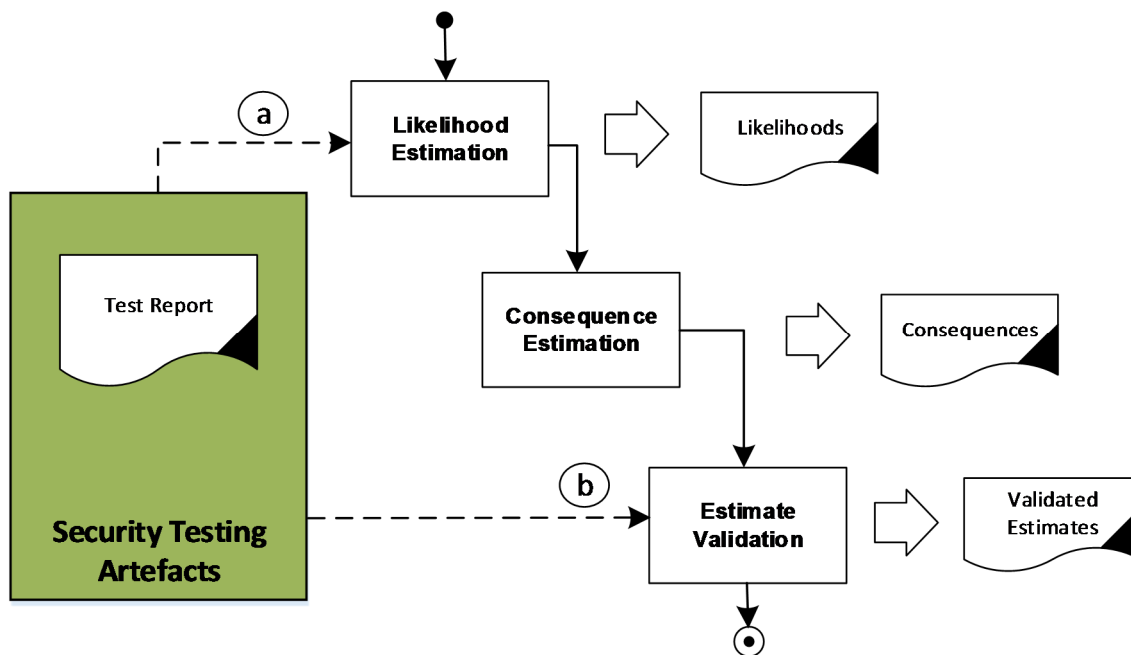 a
Likelihood
Estimation
Likelihoods
Test Report
Consequence
Estimation
Consequences
b
Security Testing
Artefacts
Estimate
Validation
Validated
Estimates